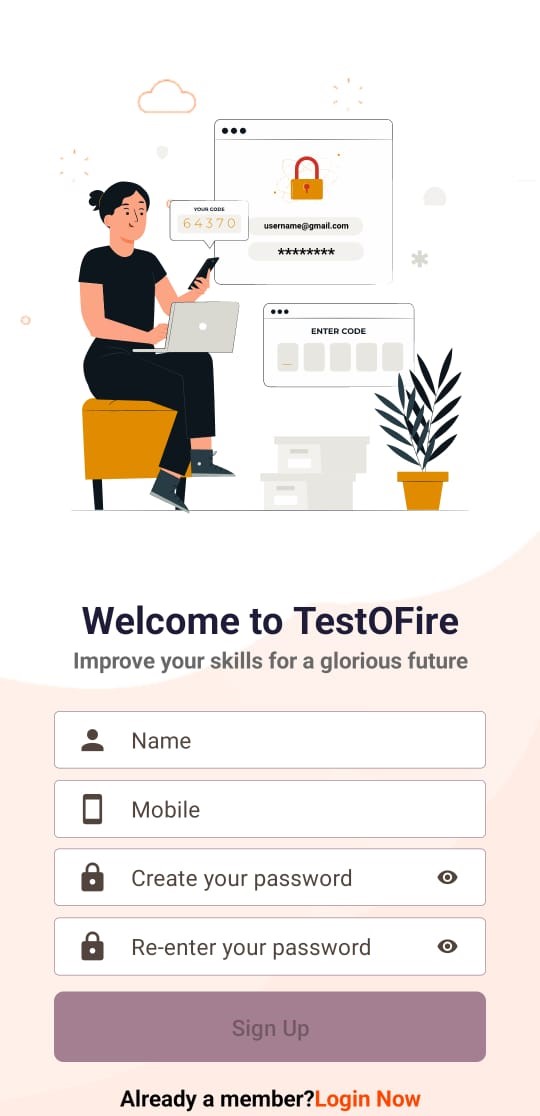 YOUR CODE
64370
username@gmail.com
********
ENTER CODE
Welcome to TestOFire
Improve your skills for a glorious future
Name
Mobile
Create your password
Re-enter your password
Sign Up
Already a member?Login Now